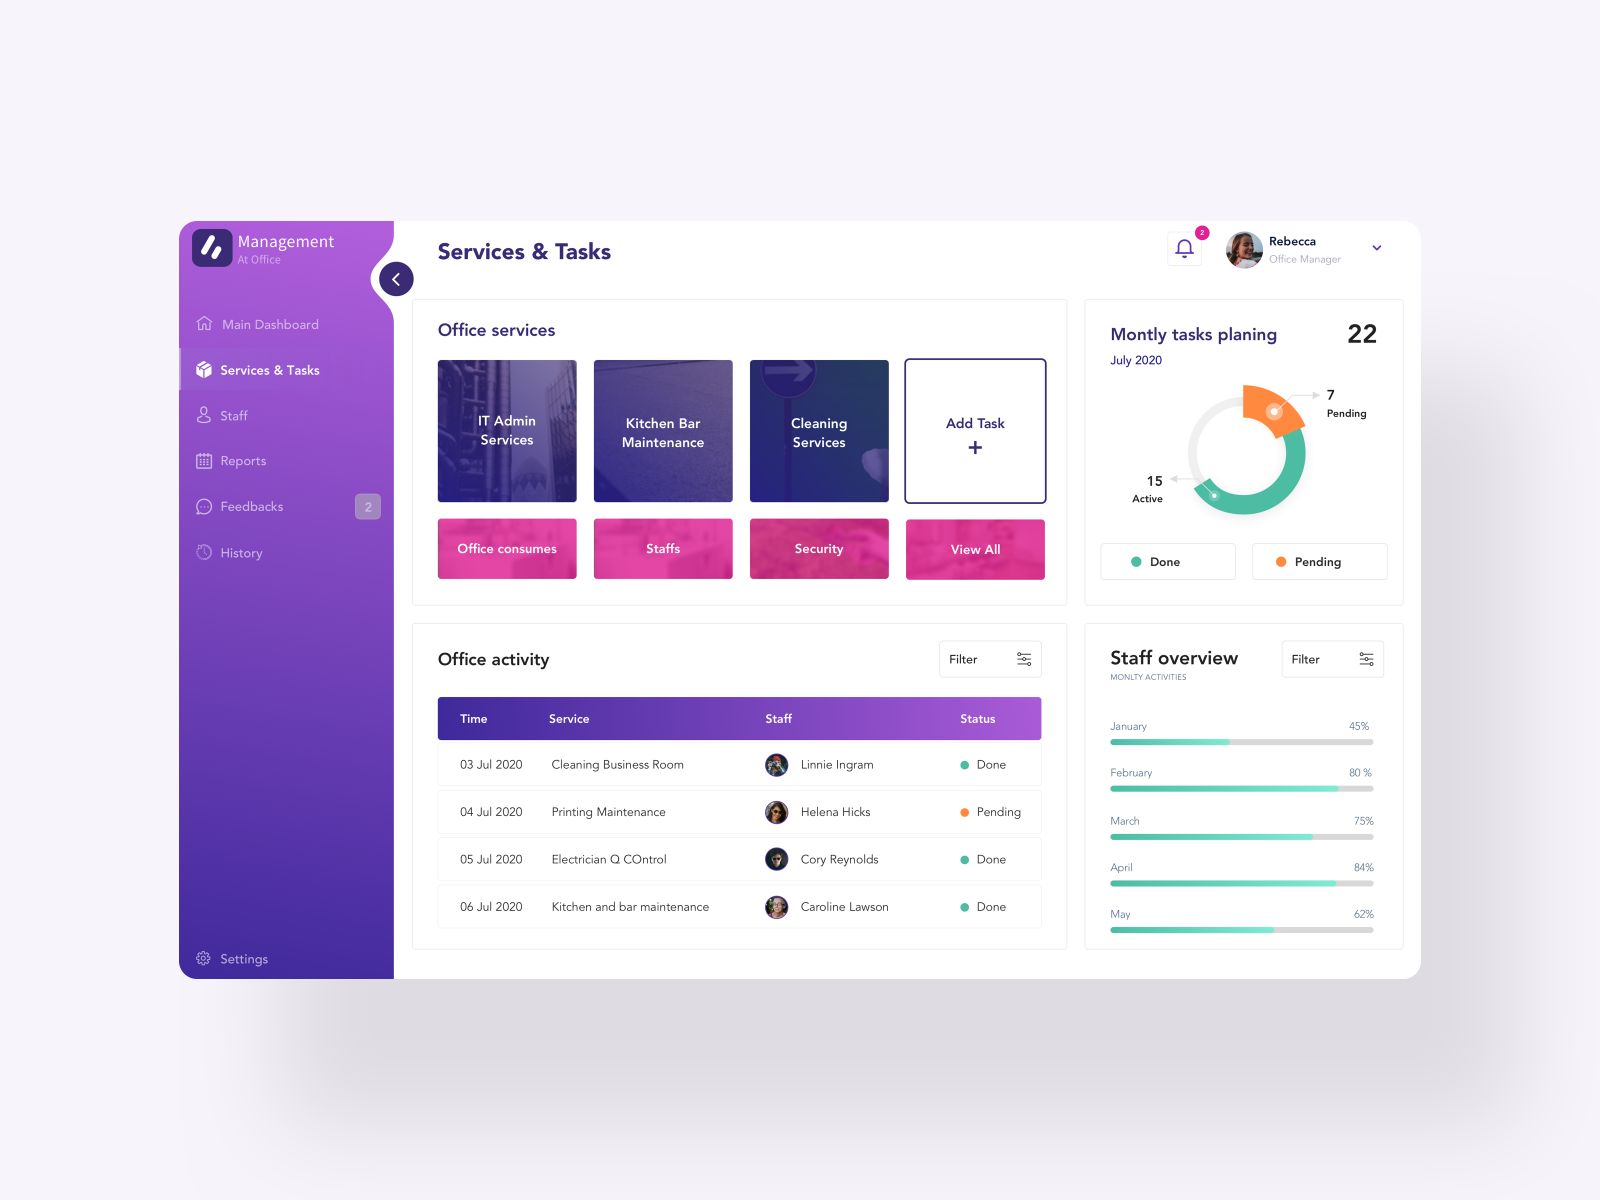 Management
At Office
Main Dashboard
Services & Tasks
Staff
Reports
Feedbacks
2
History
Settings
Services & Tasks
2
Rebecca
Office Manager
Office services
IT Admin
Services
Kitchen Bar
Maintenance
Cleaning
Services
Add Task
+
Office consumes
Staffs
Security
View All
Montly tasks planing
22
July 2020
7
Pending
15
Active
Done
Pending
Office activity
Filter
Time Service Staff Status
03 Jul 2020 Cleaning Business Room Linnie Ingram Done
04 Jul 2020 Printing Maintenance Helena Hicks Pending
05 Jul 2020 Electrician Q COntrol Cory Reynolds Done
06 Jul 2020 Kitchen and bar maintenance Caroline Lawson Done
Staff overview
MONLTY ACTIVITIES
Filter
January 45%
February 80 %
March 75%
April 84%
May 62%